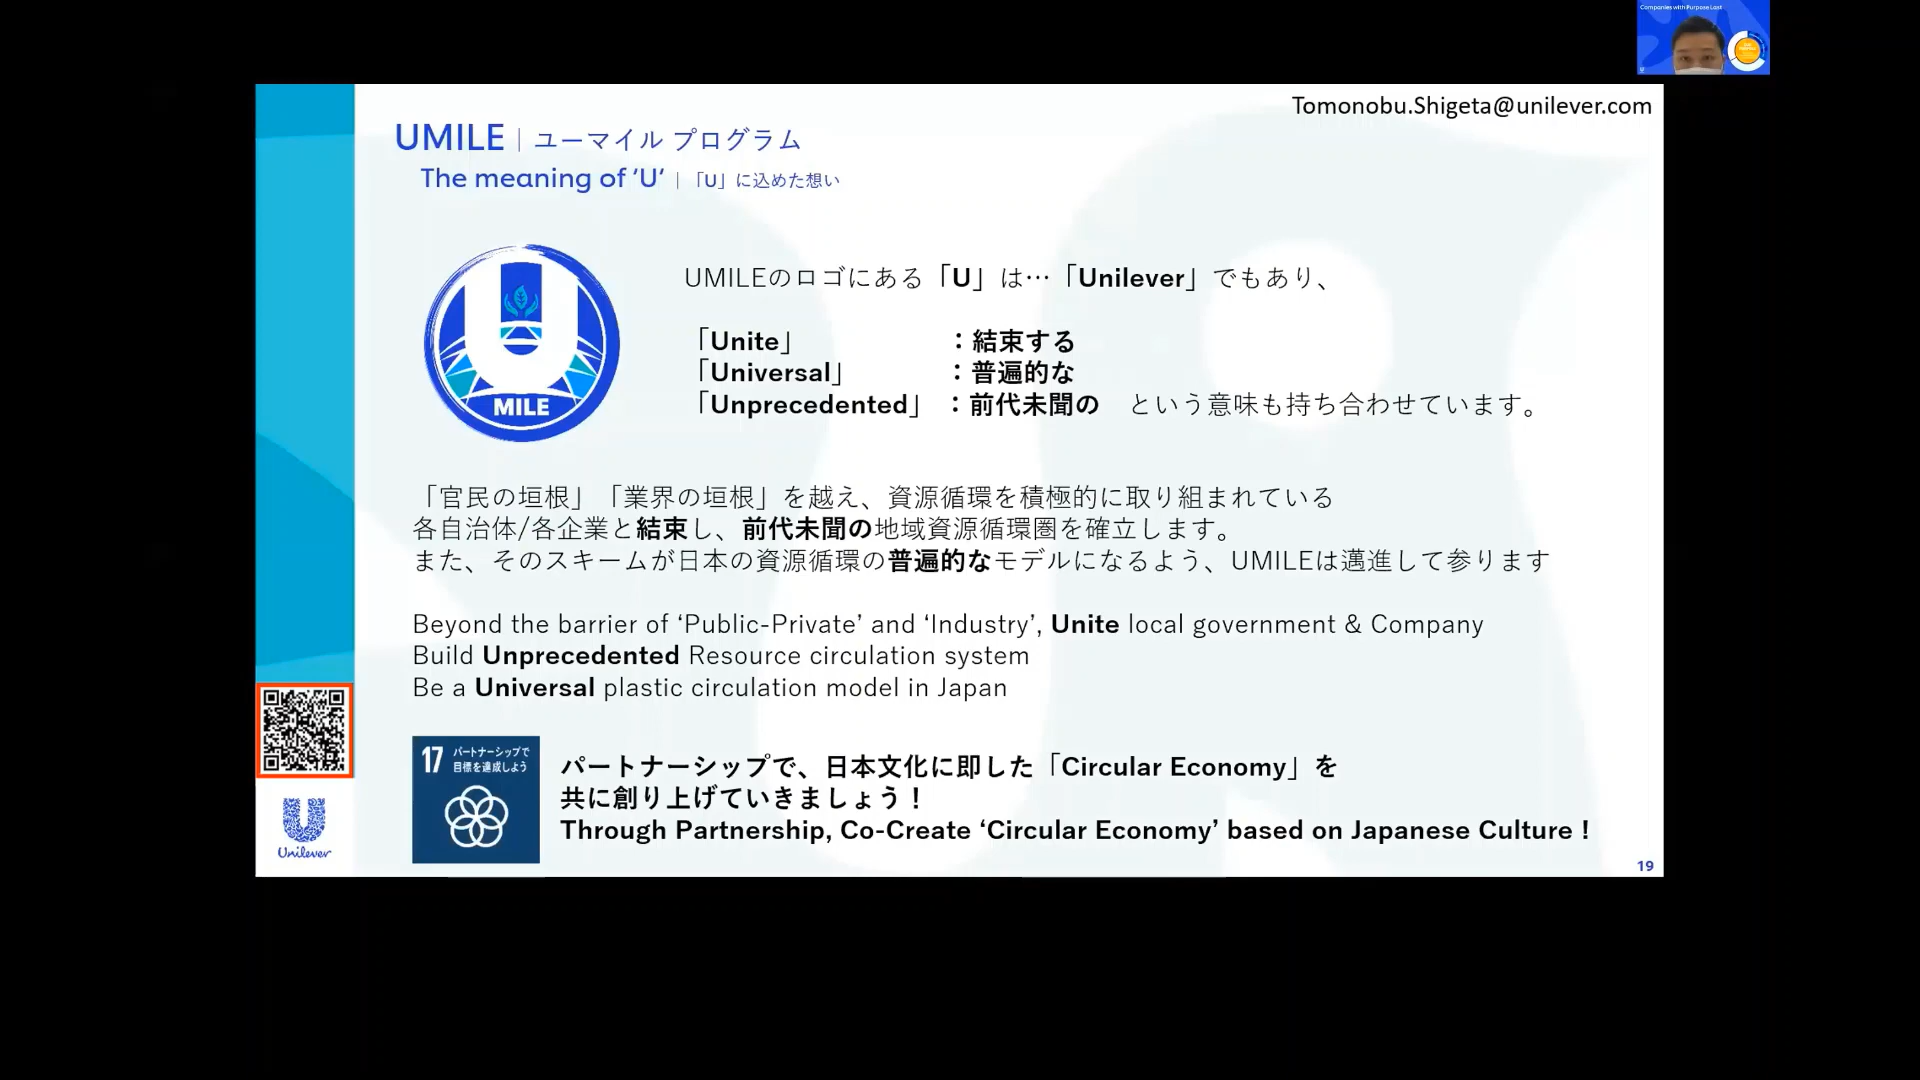 Companies with Purpose Last
Tomonobu.Shigeta@unilever.com
UMILE | ユーマイル プログラム
The meaning of ‘U’ | 「U」に込めた想い
U
MILE
UMILEのロゴにある「U」は…「Unilever」でもあり、
「Unite」 ：結束する
「Universal」 ：普遍的な
「Unprecedented」 ：前代未聞の という意味も持ち合わせています。
「官民の垣根」「業界の垣根」を越え、資源循環を積極的に取り組まれている
各自治体/各企業と結束し、前代未聞の地域資源循環圏を確立します。
また、そのスキームが日本の資源循環の普遍的なモデルになるよう、UMILEは邁進して参ります
Beyond the barrier of ‘Public-Private’ and ‘Industry’, Unite local government & Company
Build Unprecedented Resource circulation system
Be a Universal plastic circulation model in Japan
17 パートナーシップで
目標を達成しよう
パートナーシップで、日本文化に即した「Circular Economy」を
共に創り上げていきましょう！
Through Partnership, Co-Create ‘Circular Economy’ based on Japanese Culture !
Unilever
19